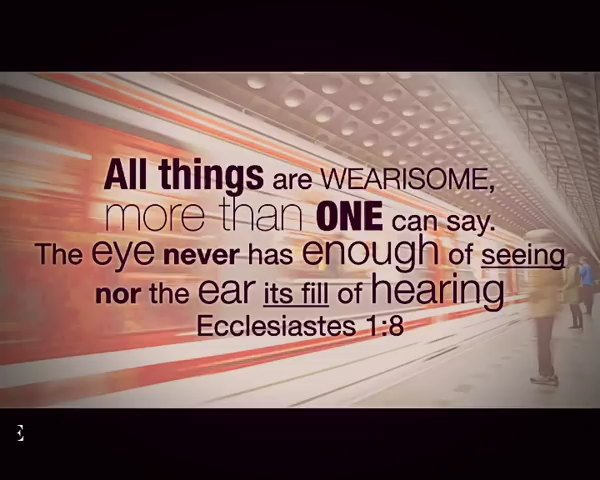 All things are WEARISOME,
more than ONE can say.
The eye never has enough of seeing
nor the ear its fill of hearing
Ecclesiastes 1:8